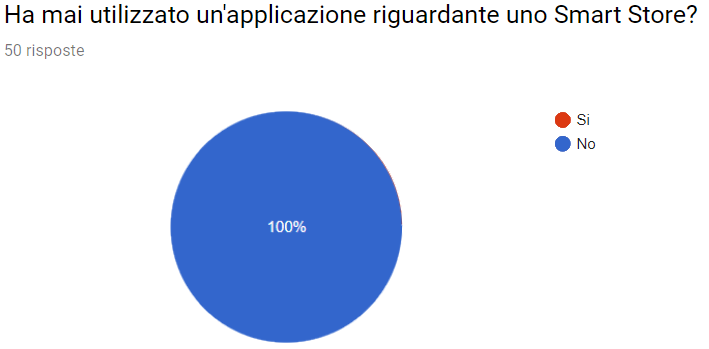 Ha mai utilizzato un'applicazione riguardante uno Smart Store?
50 risposte
Si
No
100%